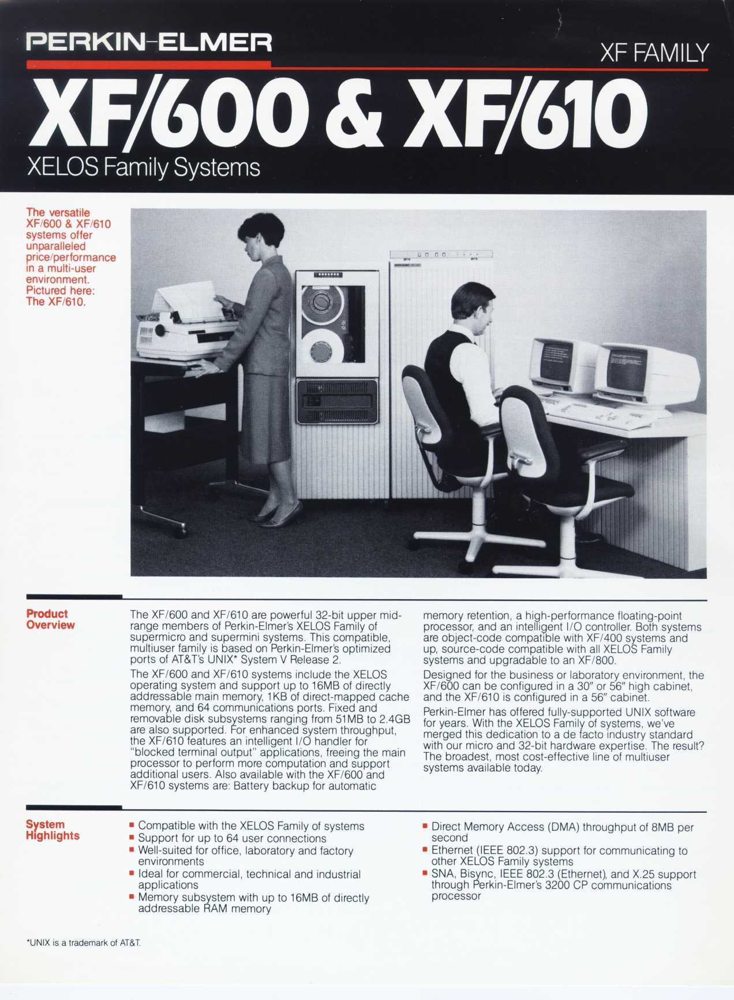 PERKIN-ELMER
XF FAMILY
XF/600 & XF/610
XELOS Family Systems
The versatile
XF/600 & XF/610
systems offer
unparalleled
price/performance
in a multi-user
environment.
Pictured here:
The XF/610.
Product
Overview
The XF/600 and XF/610 are powerful 32-bit upper mid-
range members of Perkin-Elmer's XELOS Family of
supermicro and supermini systems. This compatible,
multiuser family is based on Perkin-Elmer's optimized
ports of AT&T's UNIX* System V Release 2.
The XF/600 and XF/610 systems include the XELOS
operating system and support up to 16MB of directly
addressable main memory, 1KB of direct-mapped cache
memory, and 64 communications ports. Fixed and
removable disk subsystems ranging from 51MB to 2.4GB
are also supported. For enhanced system throughput,
the XF/610 features an intelligent I/O handler for
“blocked terminal output” applications, freeing the main
processor to perform more computation and support
additional users. Also available with the XF/600 and
XF/610 systems are: Battery backup for automatic
memory retention, a high-performance floating-point
processor, and an intelligent I/O controller. Both systems
are object-code compatible with XF/400 systems and
up, source-code compatible with all XELOS Family
systems and upgradable to an XF/800.
Designed for the business or laboratory environment, the
XF/600 can be configured in a 30″ or 56″ high cabinet,
and the XF/610 is configured in a 56″ cabinet.
Perkin-Elmer has offered fully-supported UNIX software
for years. With the XELOS Family of systems, we've
merged this dedication to a de facto industry standard
with our micro and 32-bit hardware expertise. The result?
The broadest, most cost-effective line of multiuser
systems available today.
System
Highlights
■ Compatible with the XELOS Family of systems
■ Support for up to 64 user connections
■ Well-suited for office, laboratory and factory
environments
■ Ideal for commercial, technical and industrial
applications
■ Memory subsystem with up to 16MB of directly
addressable RAM memory
■ Direct Memory Access (DMA) throughput of 8MB per
second
■ Ethernet (IEEE 802.3) support for communicating to
other XELOS Family systems
■ SNA, Bisync, IEEE 802.3 (Ethernet), and X.25 support
through Perkin-Elmer's 3200 CP communications
processor
*UNIX is a trademark of AT&T.